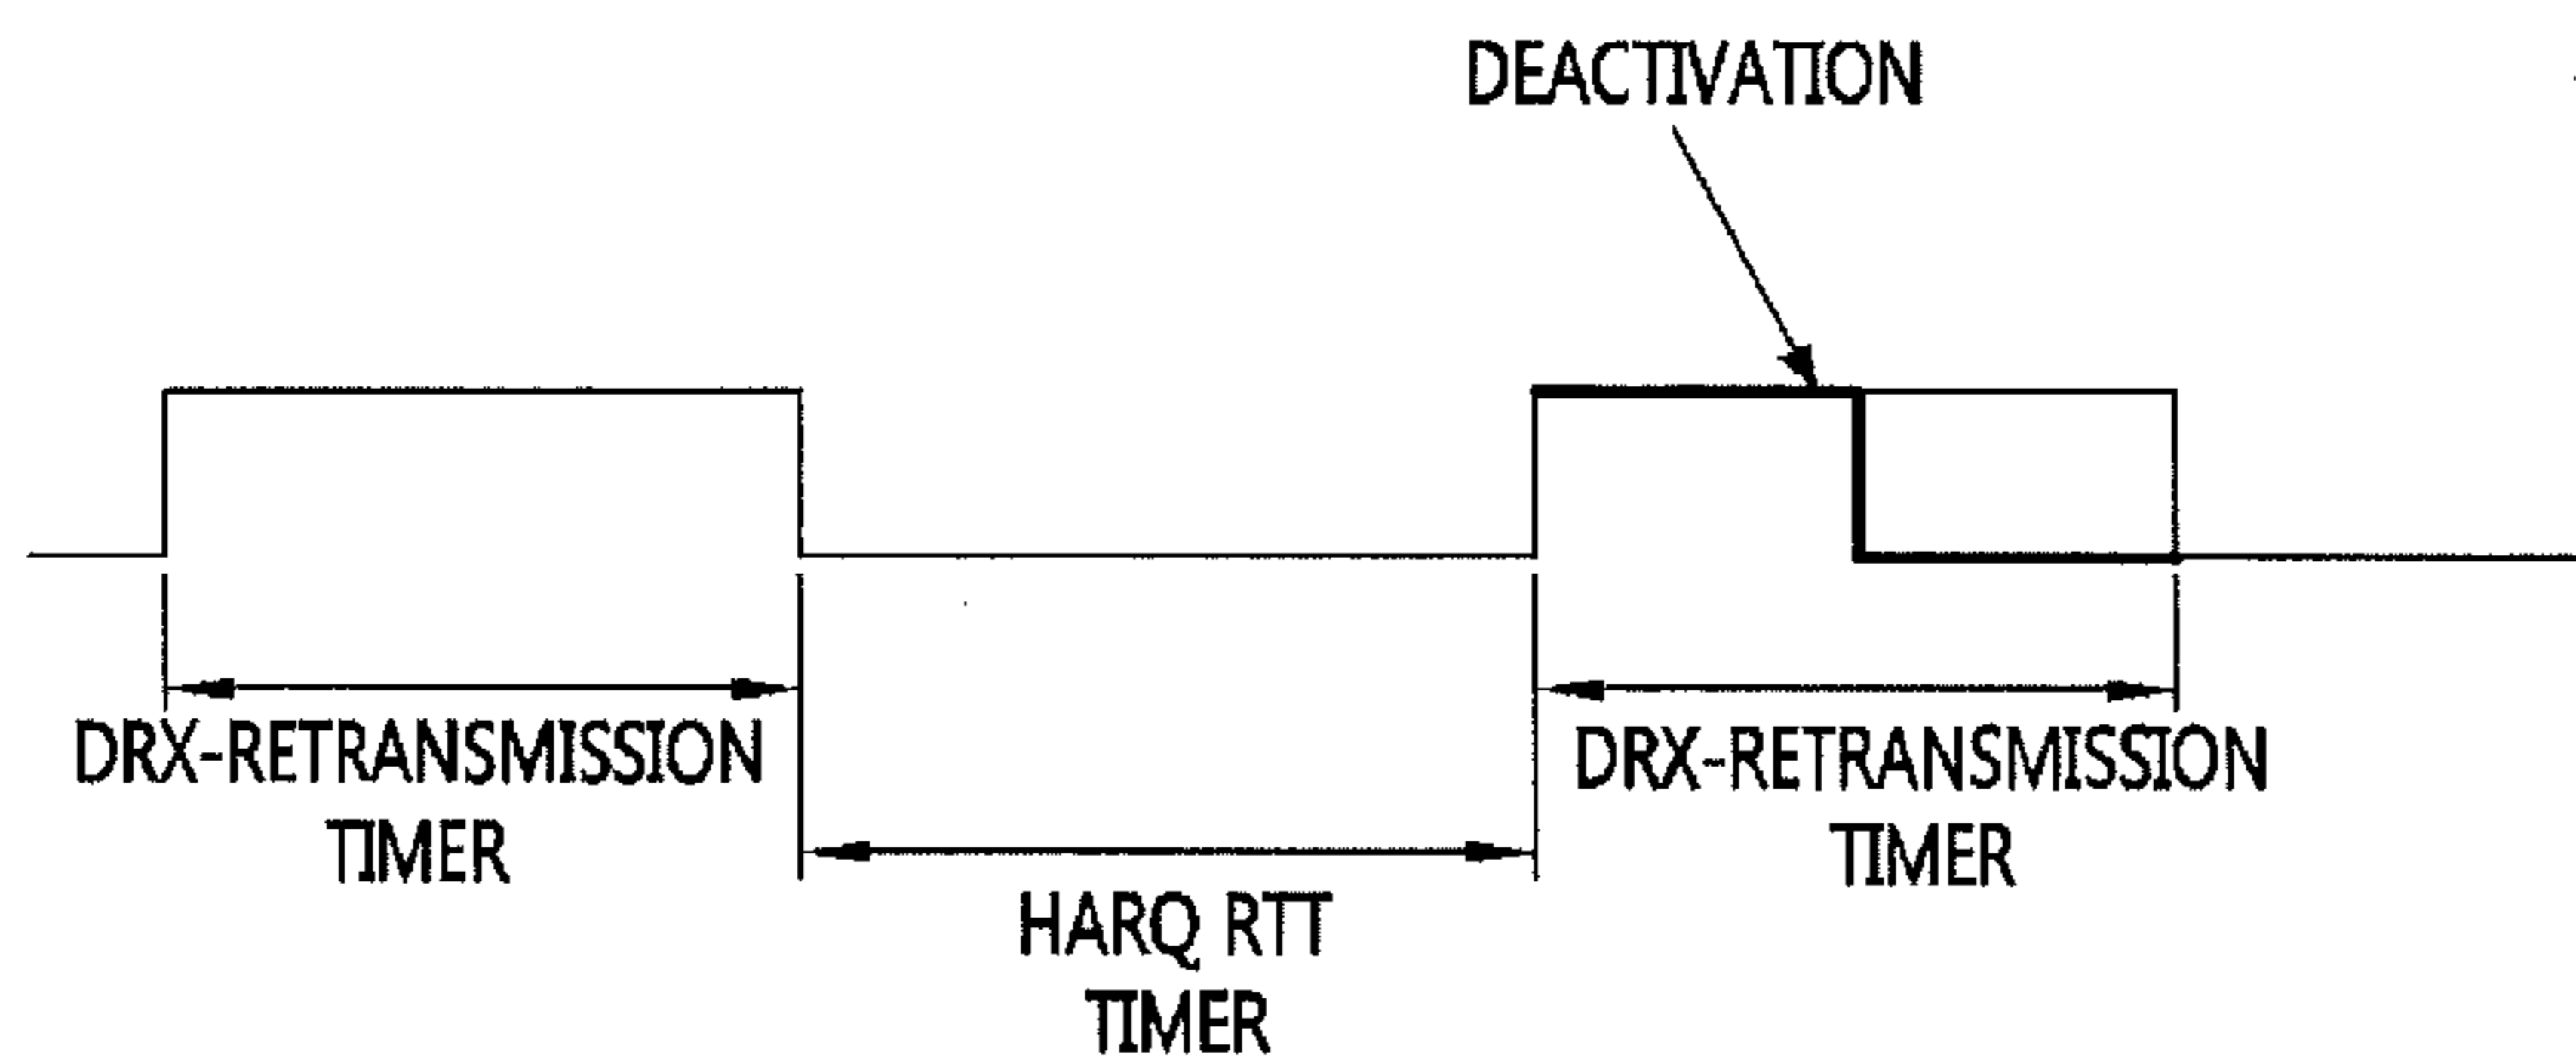 DEACTIVATION
DRX-RETRANSMISSION
TIMER
HARQ RTT
TIMER
DRX-RETRANSMISSION
TIMER